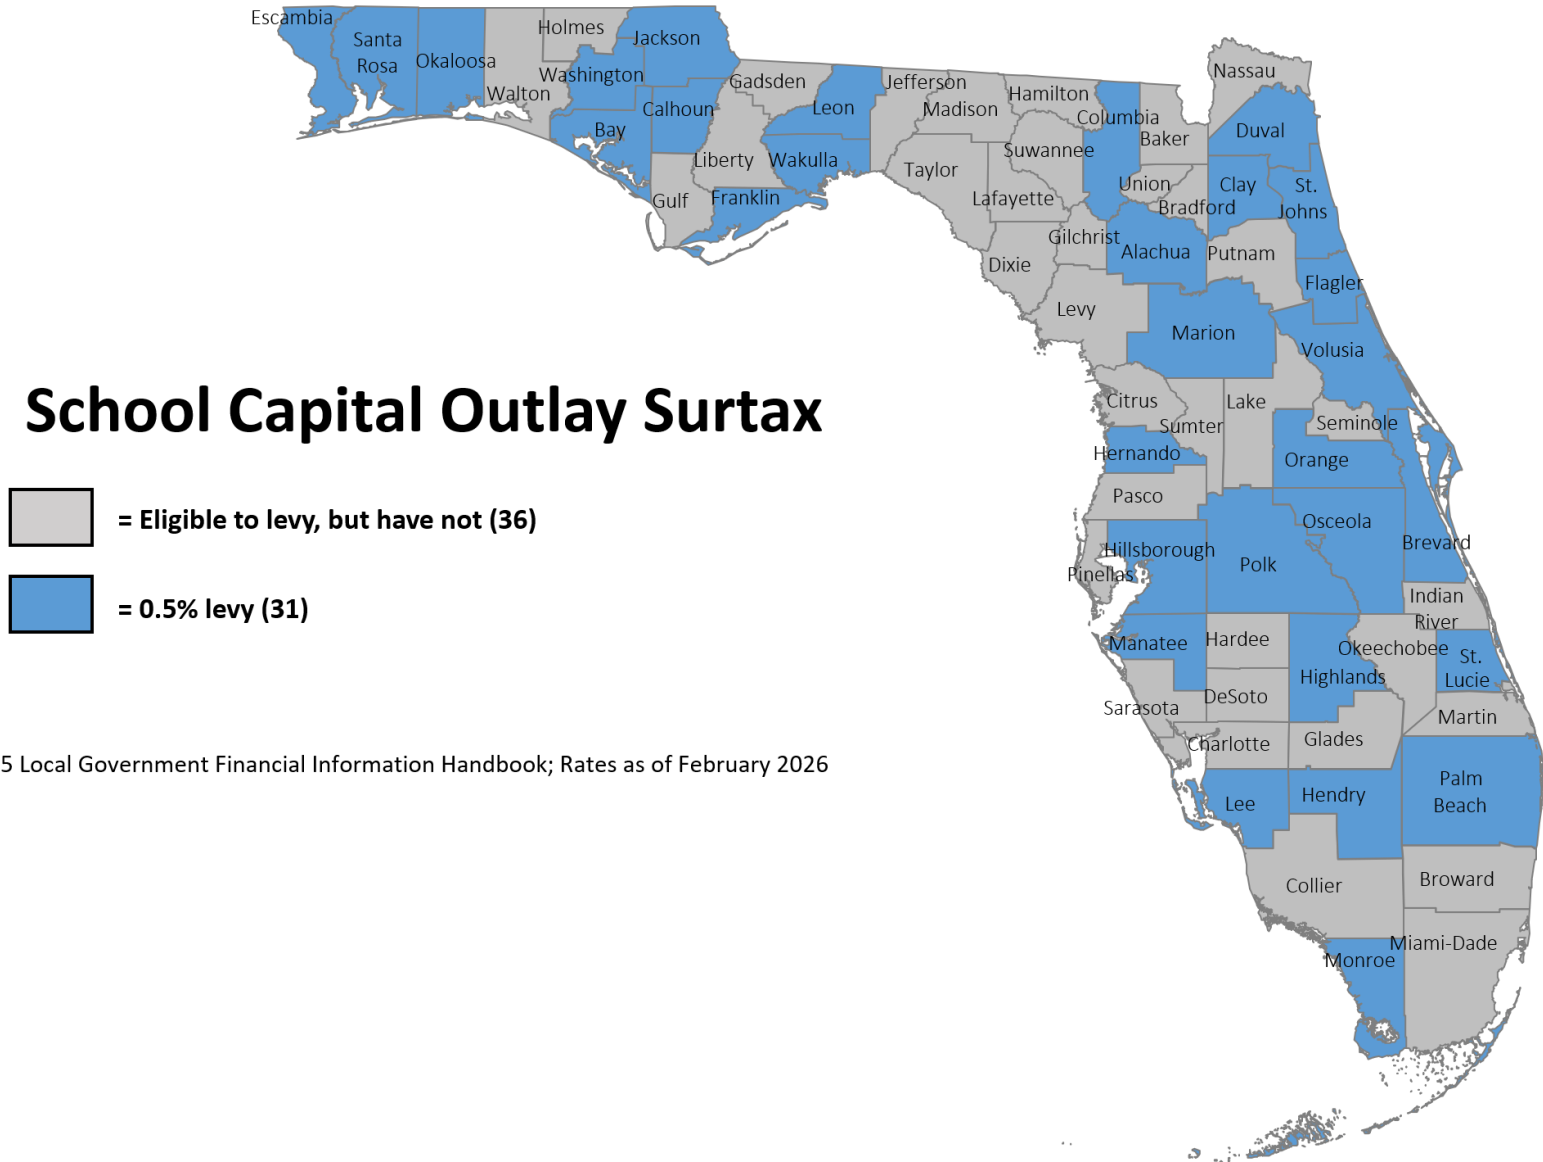 Escambia
Santa
Rosa
Okaloosa
Walton
Holmes
Washington
Jackson
Bay
Calhoun
Gulf
Gadsden
Liberty
Franklin
Leon
Wakulla
Jefferson
Madison
Taylor
Hamilton
Suwannee
Lafayette
Dixie
Columbia
Baker
Nassau
Duval
Union
Bradford
Clay
St.
Johns
Gilchrist
Alachua
Putnam
Flagler
Levy
Marion
Volusia
Citrus
Sumter
Lake
Seminole
Hernando
Orange
Pasco
Osceola
Brevard
Hillsborough
Pinellas
Polk
Indian
River
Manatee
Hardee
Okeechobee
Highlands
St.
Lucie
Sarasota
DeSoto
Martin
Charlotte
Glades
Lee
Hendry
Palm
Beach
Collier
Broward
Miami-Dade
Monroe
School Capital Outlay Surtax
= Eligible to levy, but have not (36)
= 0.5% levy (31)
5 Local Government Financial Information Handbook; Rates as of February 2026